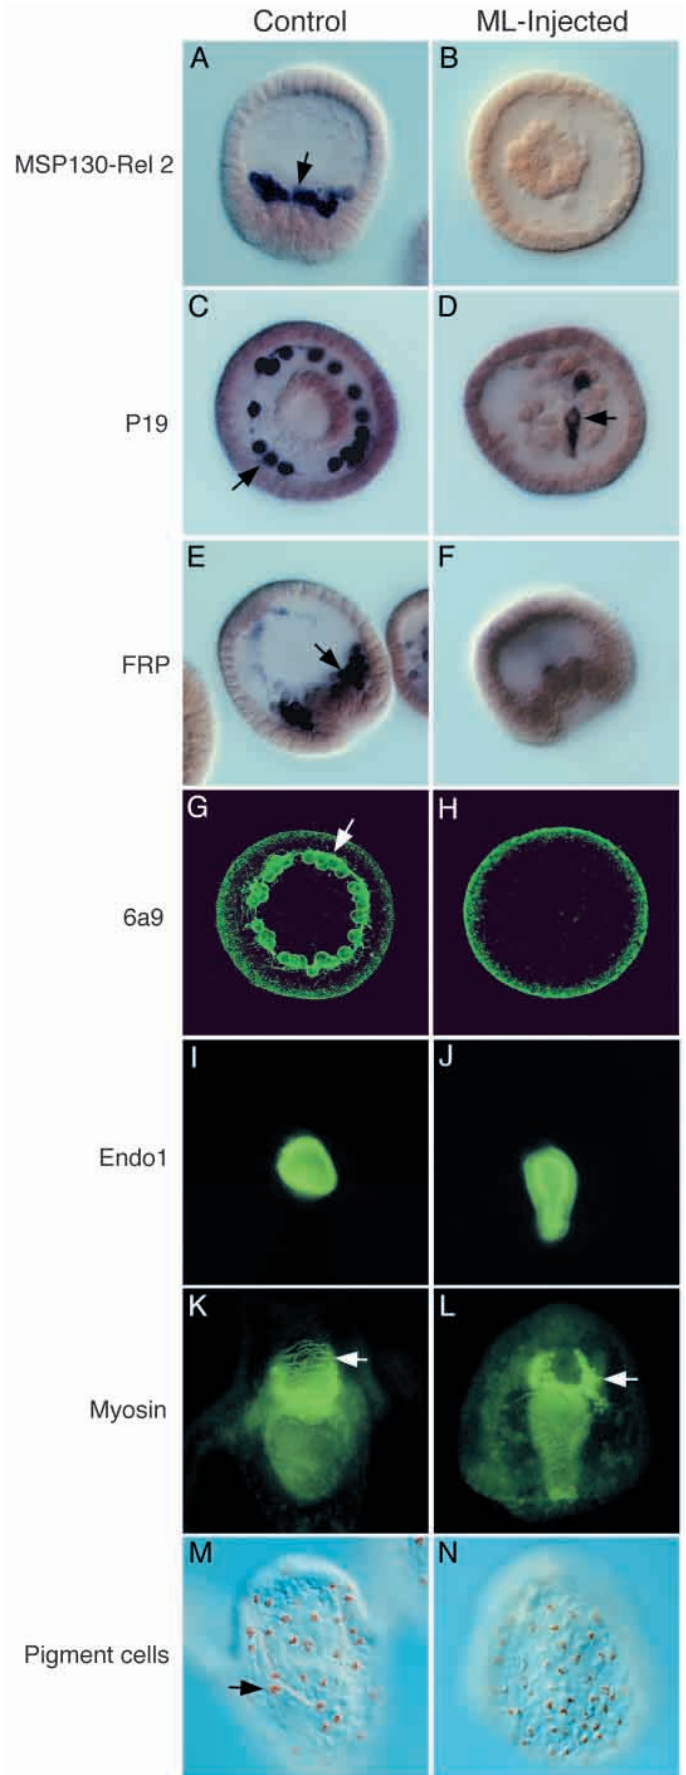 Control ML-Injected
MSP130-Rel 2 A B
P19 C D
FRP E F
6a9 G H
Endo1 I J
Myosin K L
Pigment cells M N